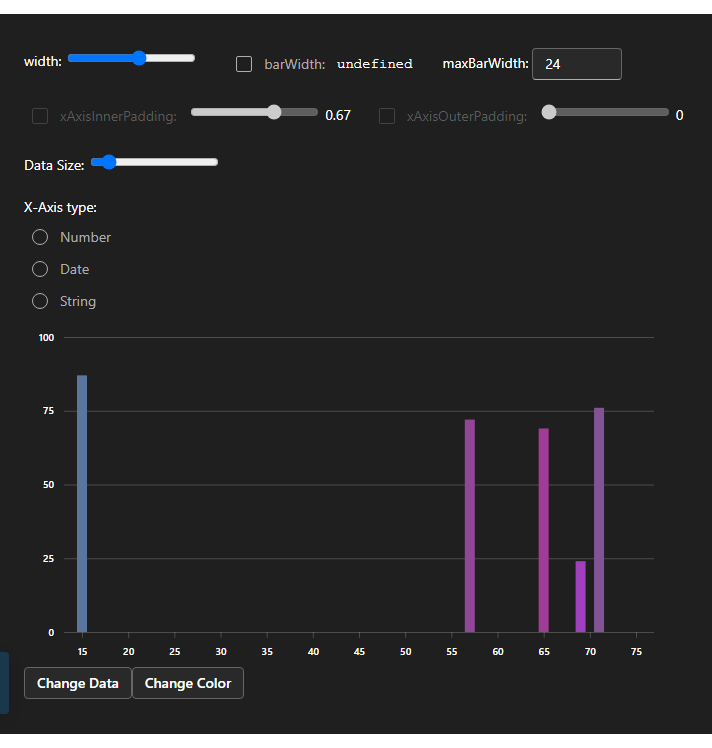 width: barWidth: undefined maxBarWidth: 24
xAxisInnerPadding: 0.67 xAxisOuterPadding: 0
Data Size:
X-Axis type:
Number
Date
String
100
75
50
25
0
15 20 25 30 35 40 45 50 55 60 65 70 75
Change Data Change Color